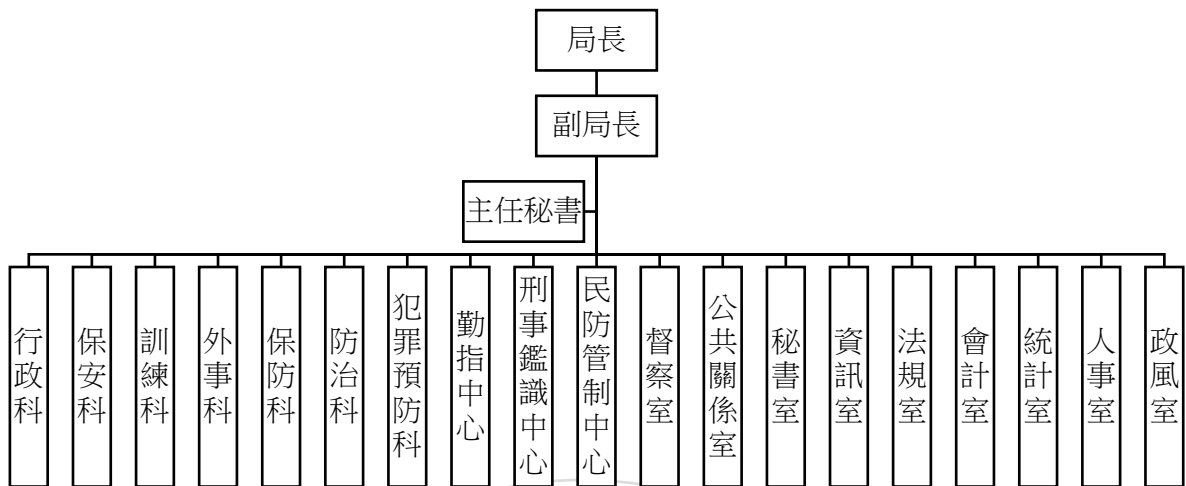 局長
副局長
主任秘書
行政科
保安科
訓練科
外事科
保防科
防治科
犯罪預防科
勤指中心
刑事鑑識中心
民防管制中心
督察室
公共關係室
秘書室
資訊室
法規室
會計室
統計室
人事室
政風室